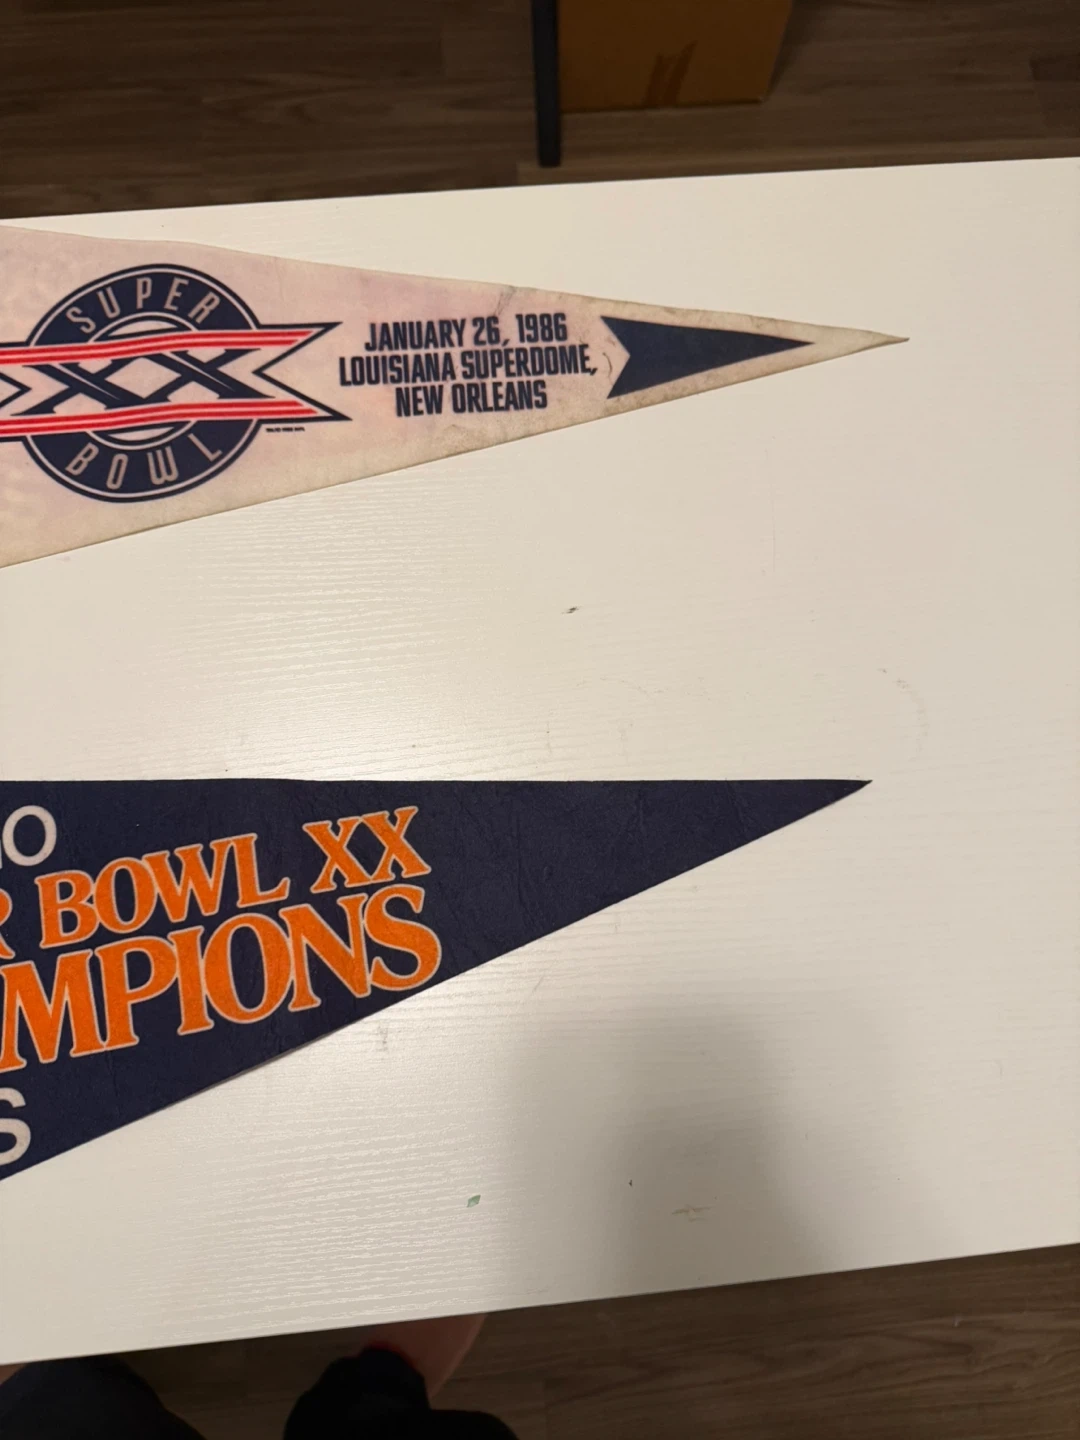 SUPER
XX
BOWL
JANUARY 26, 1986
LOUISIANA SUPERDOME,
NEW ORLEANS
O
R BOWL XX
MPIONS
S